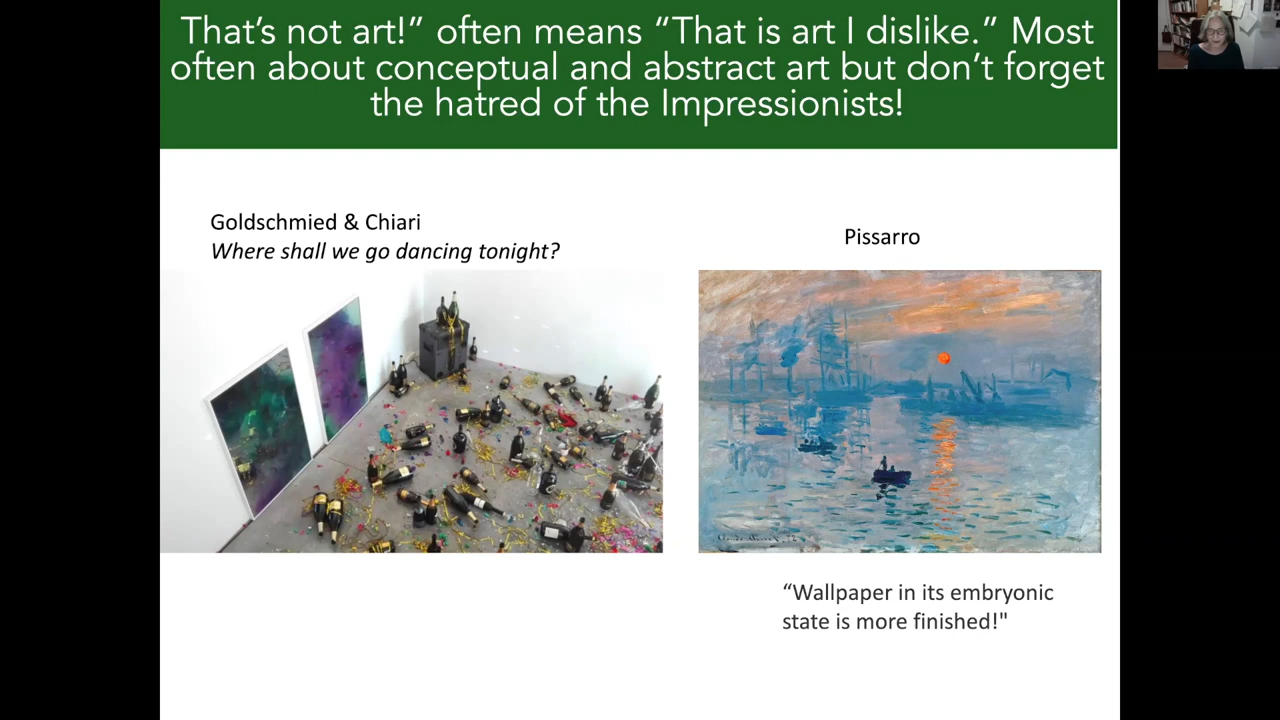 That’s not art!” often means “That is art I dislike.” Most
often about conceptual and abstract art but don’t forget
the hatred of the Impressionists!
Goldschmied & Chiari
Where shall we go dancing tonight?
Pissarro
“Wallpaper in its embryonic
state is more finished!"